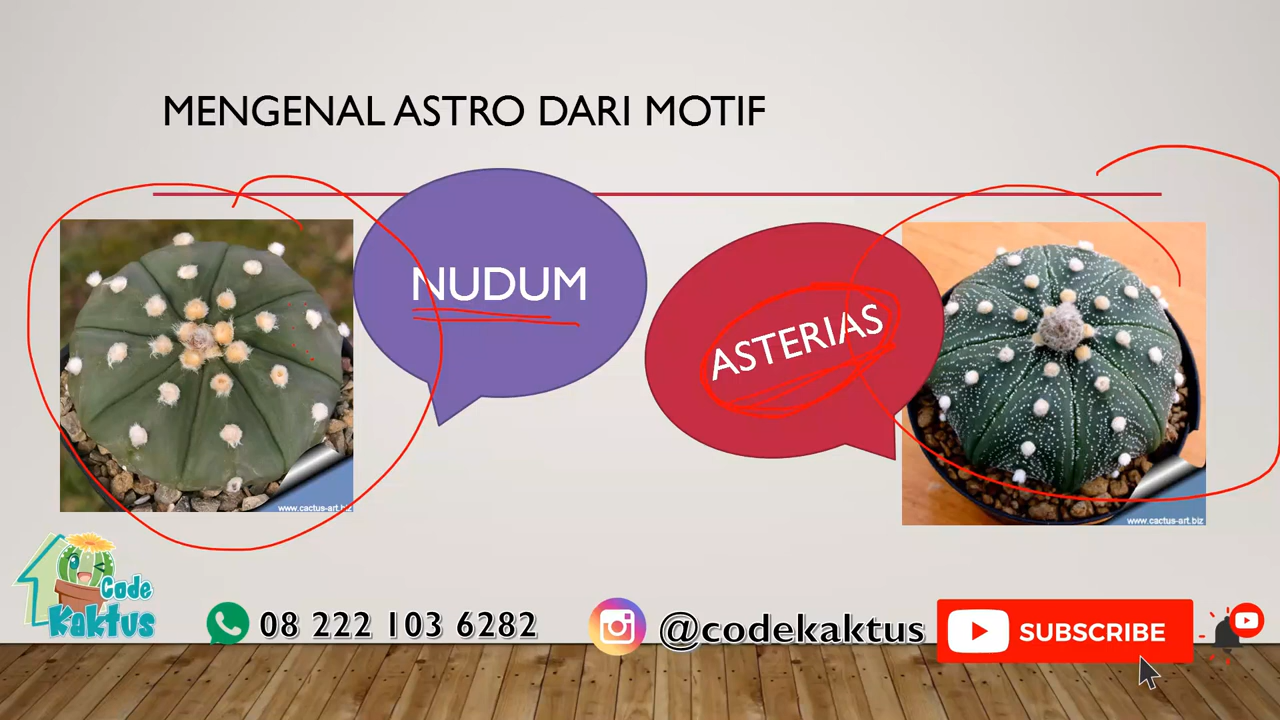 MENGENAL ASTRO DARI MOTIF
NUDUM
ASTERIAS
www.cactus-art.biz
www.cactus-art.biz
Code
Kaktus
08 222 103 6282
@codekaktus
SUBSCRIBE